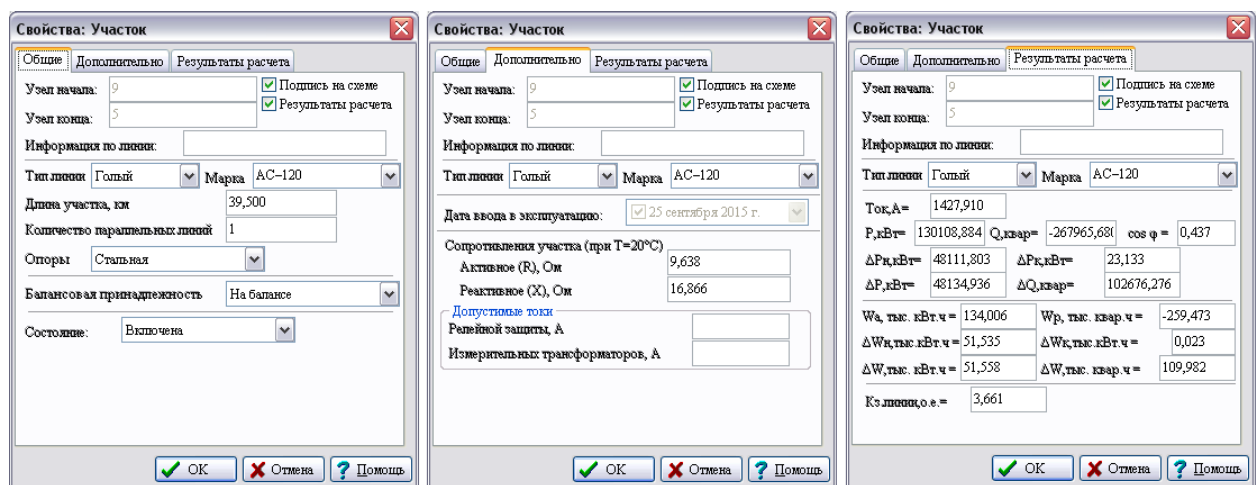 Свойства: Участок
Общие Дополнительно Результаты расчета
Узел начала: 9
Подпись на схеме
Узел конца: 5
Результаты расчета
Информация по линии:
Тип линии Голый Марка АС-120
Длина участка, км 39,500
Количество параллельных линий 1
Опоры Стальная
Балансовая принадлежность На балансе
Состояние: Включена
OK Отмена Помощь
Свойства: Участок
Общие Дополнительно Результаты расчета
Узел начала: 9
Подпись на схеме
Узел конца: 5
Результаты расчета
Информация по линии:
Тип линии Голый Марка АС-120
Дата ввода в эксплуатацию: 25 сентября 2015 г.
Сопротивления участка (при T=20°C)
Активное (R), Ом 9,638
Реактивное (X), Ом 16,866
Допустимые токи
Релейной защиты, А
Измерительных трансформаторов, А
OK Отмена Помощь
Свойства: Участок
Общие Дополнительно Результаты расчета
Узел начала: 9
Подпись на схеме
Узел конца: 5
Результаты расчета
Информация по линии:
Тип линии Голый Марка АС-120
Ток,А= 1427,910
P,кВт= 130108,884 Q,квар= -267965,680 cos φ = 0,437
ΔPн,кВт= 48111,803 ΔPк,кВт= 23,133
ΔP,кВт= 48134,936 ΔQ,квар= 102676,276
Wa, тыс. кВт.ч = 134,006 Wр, тыс. квар.ч = -259,473
ΔWн,тыс.кВт.ч = 51,535 ΔWк,тыс.кВт.ч = 0,023
ΔW,тыс. кВт.ч = 51,558 ΔW,тыс. квар.ч = 109,982
Кз.линии,о.е.= 3,661
OK Отмена Помощь